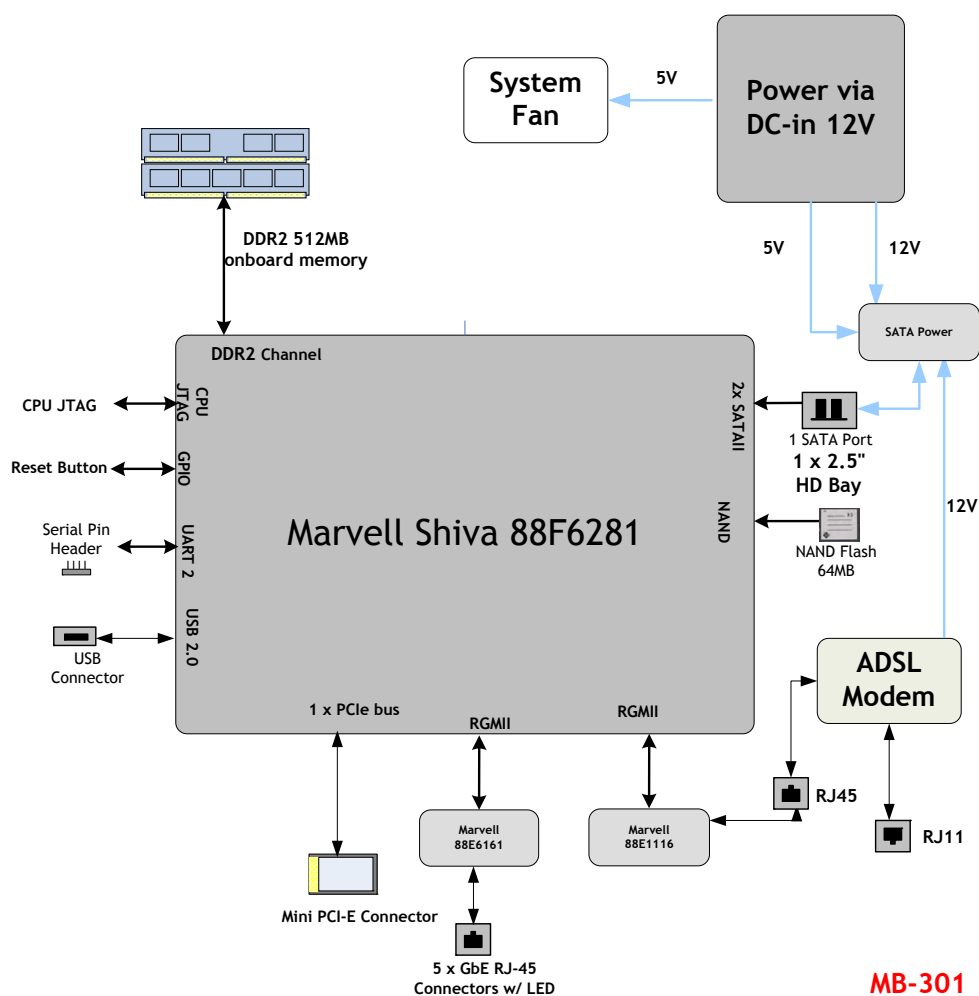 System
Fan
5V
Power via
DC-in 12V
DDR2 512MB
onboard memory
5V
12V
SATA Power
DDR2 Channel
CPU JTAG
CPU
JTAG
2x SATAII
1 SATA Port
1 x 2.5"
HD Bay
Reset Button
GPIO
12V
Marvell Shiva 88F6281
NAND
NAND Flash
64MB
Serial Pin
Header
UART 2
USB 2.0
USB
Connector
ADSL
Modem
1 x PCIe bus
RGMII
RGMII
RJ45
Marvell
88E6161
Marvell
88E1116
RJ11
Mini PCI-E Connector
5 x GbE RJ-45
Connectors w/ LED
MB-301